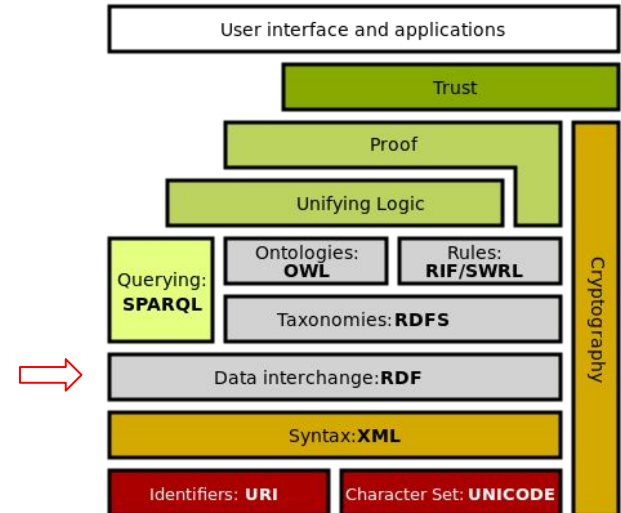 User interface and applications
Trust
Proof
Unifying Logic
Querying:
SPARQL
Ontologies:
OWL
Rules:
RIF/SWRL
Taxonomies:RDFS
Cryptography
Data interchange:RDF
Syntax:XML
Identifiers: URI
Character Set: UNICODE